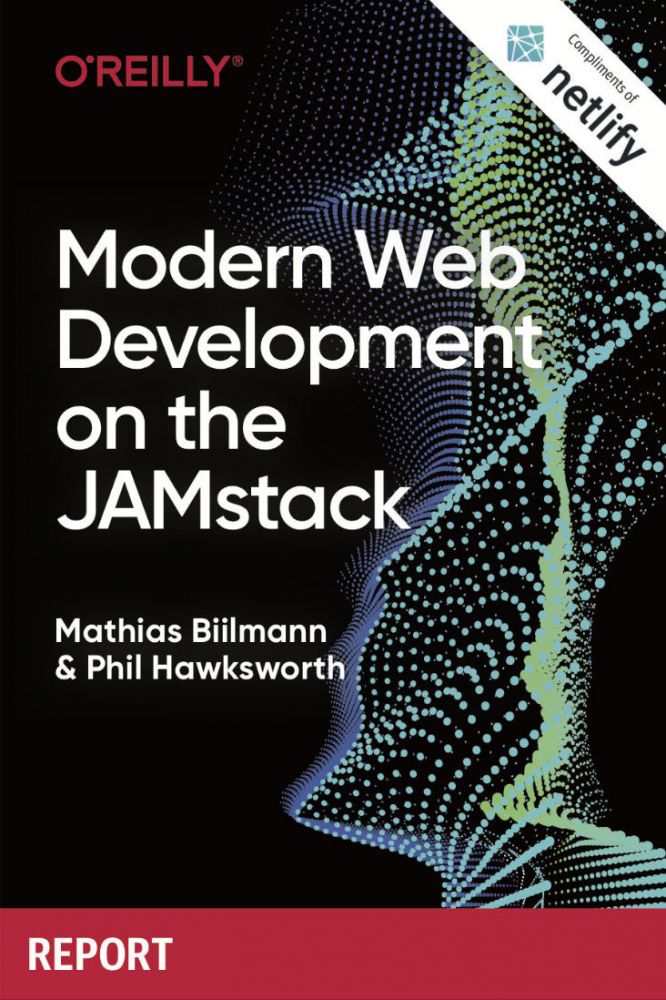 O'REILLY®
Compliments of
netlify
Modern Web
Development
on the
JAMstack
Mathias Biilmann
& Phil Hawksworth
REPORT